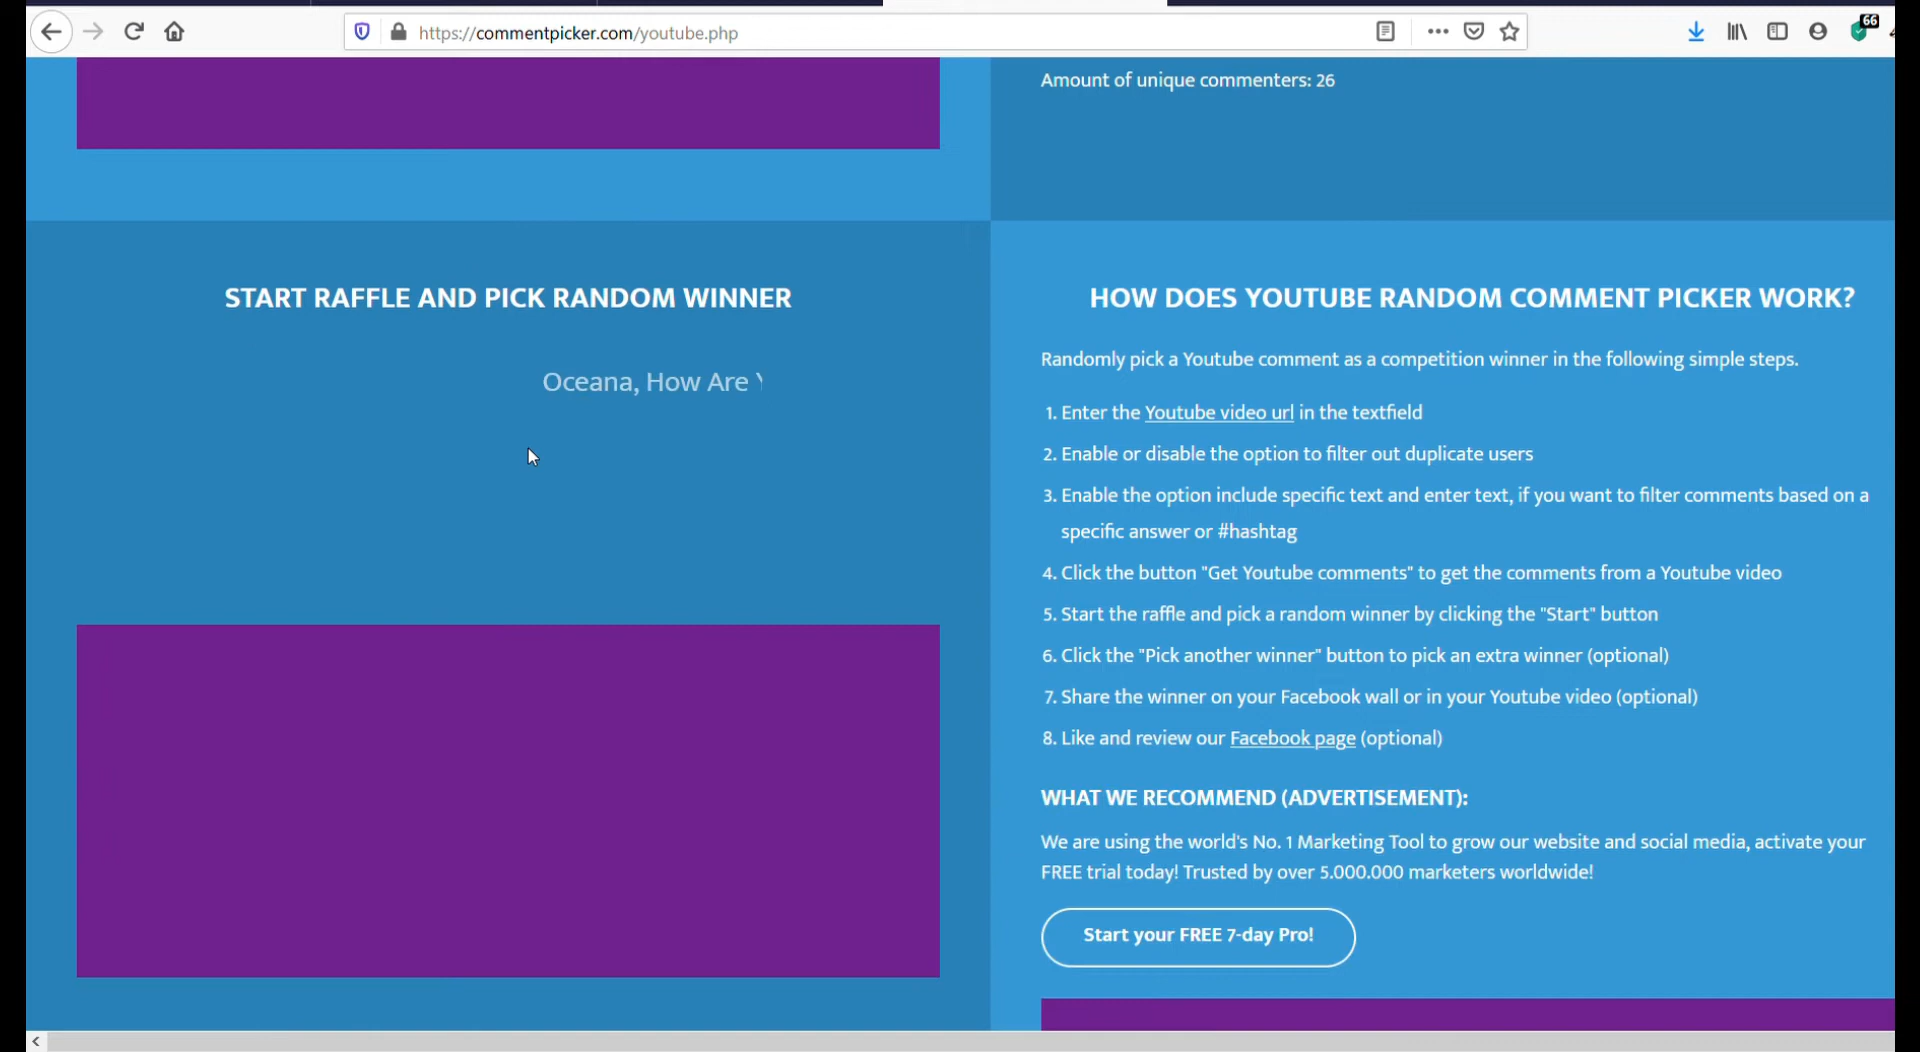 https://commentpicker.com/youtube.php
66
Amount of unique commenters: 26
START RAFFLE AND PICK RANDOM WINNER
Oceana, How Are
HOW DOES YOUTUBE RANDOM COMMENT PICKER WORK?
Randomly pick a Youtube comment as a competition winner in the following simple steps.
1. Enter the Youtube video url in the textfield
2. Enable or disable the option to filter out duplicate users
3. Enable the option include specific text and enter text, if you want to filter comments based on a
specific answer or #hashtag
4. Click the button "Get Youtube comments" to get the comments from a Youtube video
5. Start the raffle and pick a random winner by clicking the "Start" button
6. Click the "Pick another winner" button to pick an extra winner (optional)
7. Share the winner on your Facebook wall or in your Youtube video (optional)
8. Like and review our Facebook page (optional)
WHAT WE RECOMMEND (ADVERTISEMENT):
We are using the world's No. 1 Marketing Tool to grow our website and social media, activate your
FREE trial today! Trusted by over 5.000.000 marketers worldwide!
Start your FREE 7-day Pro!